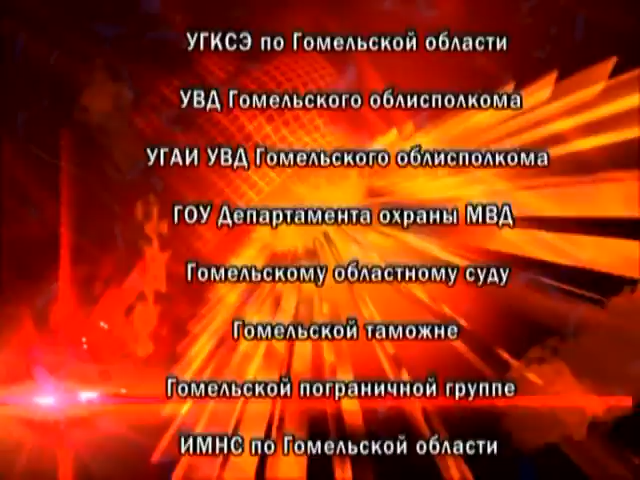 УГКСЭ по Гомельской области
УВД Гомельского облисполкома
УГАИ УВД Гомельского облисполкома
ГОУ Департамента охраны МВД
Гомельскому областному суду
Гомельской таможне
Гомельской пограничной группе
ИМНС по Гомельской области